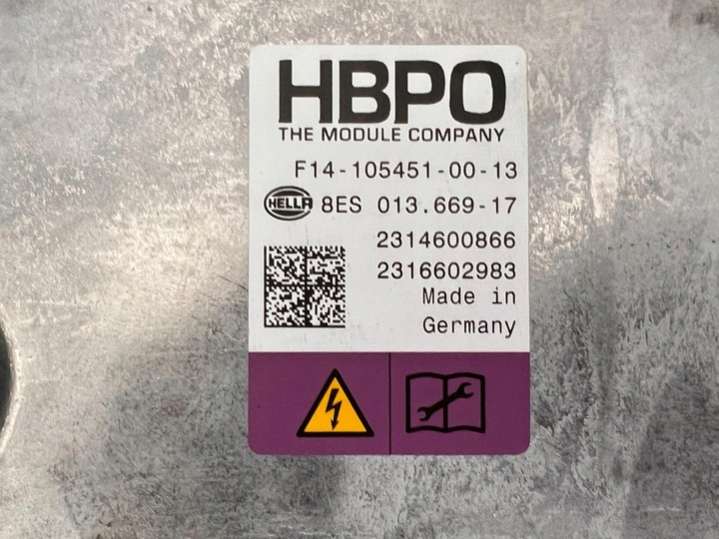 HBPO
THE MODULE COMPANY
F14-105451-00-13
HELLA 8ES 013.669-17
2314600866
2316602983
Made in
Germany